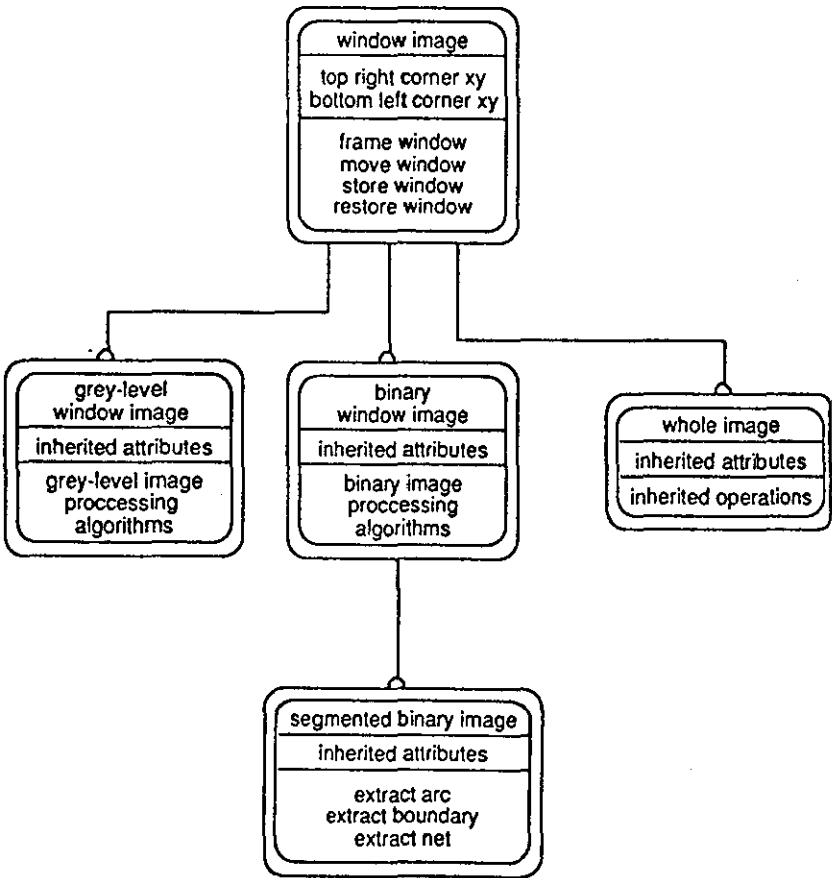 window image
top right corner xy
bottom left corner xy
frame window
move window
store window
restore window
grey-level
window image
inherited attributes
grey-level image
proccessing
algorithms
binary
window image
inherited attributes
binary image
proccessing
algorithms
whole image
inherited attributes
inherited operations
segmented binary image
inherited attributes
extract arc
extract boundary
extract net